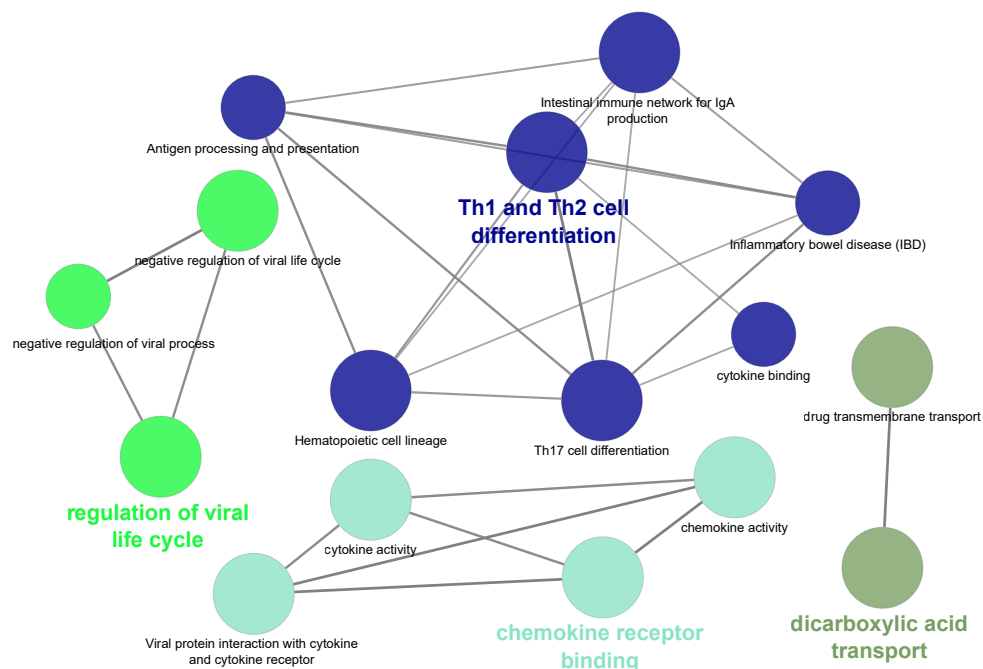 Intestinal immune network for IgA
production
Antigen processing and presentation
Th1 and Th2 cell
differentiation
Inflammatory bowel disease (IBD)
negative regulation of viral life cycle
negative regulation of viral process
cytokine binding
drug transmembrane transport
Hematopoietic cell lineage
Th17 cell differentiation
regulation of viral
life cycle
cytokine activity
chemokine activity
Viral protein interaction with cytokine
and cytokine receptor
chemokine receptor
binding
dicarboxylic acid
transport